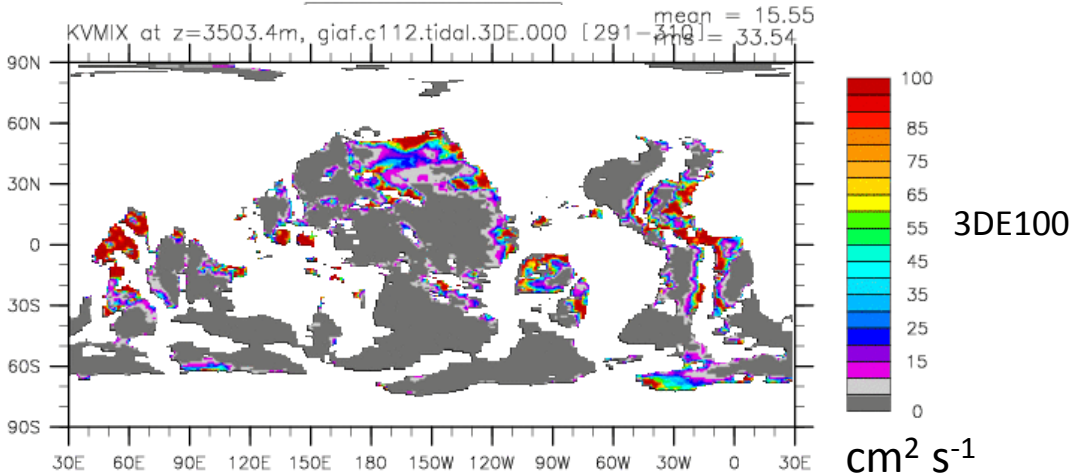 mean = 15.55
KVMIX at z=3503.4m, giaf.c112.tidal.3DE.000 [291-310]
rms = 33.54
90N
60N
30N
0
30S
60S
90S
30E 60E 90E 120E 150E 180 150W 120W 90W 60W 30W 0 30E
100
85
75
65
55
45
35
25
15
0
3DE100
cm² s⁻¹